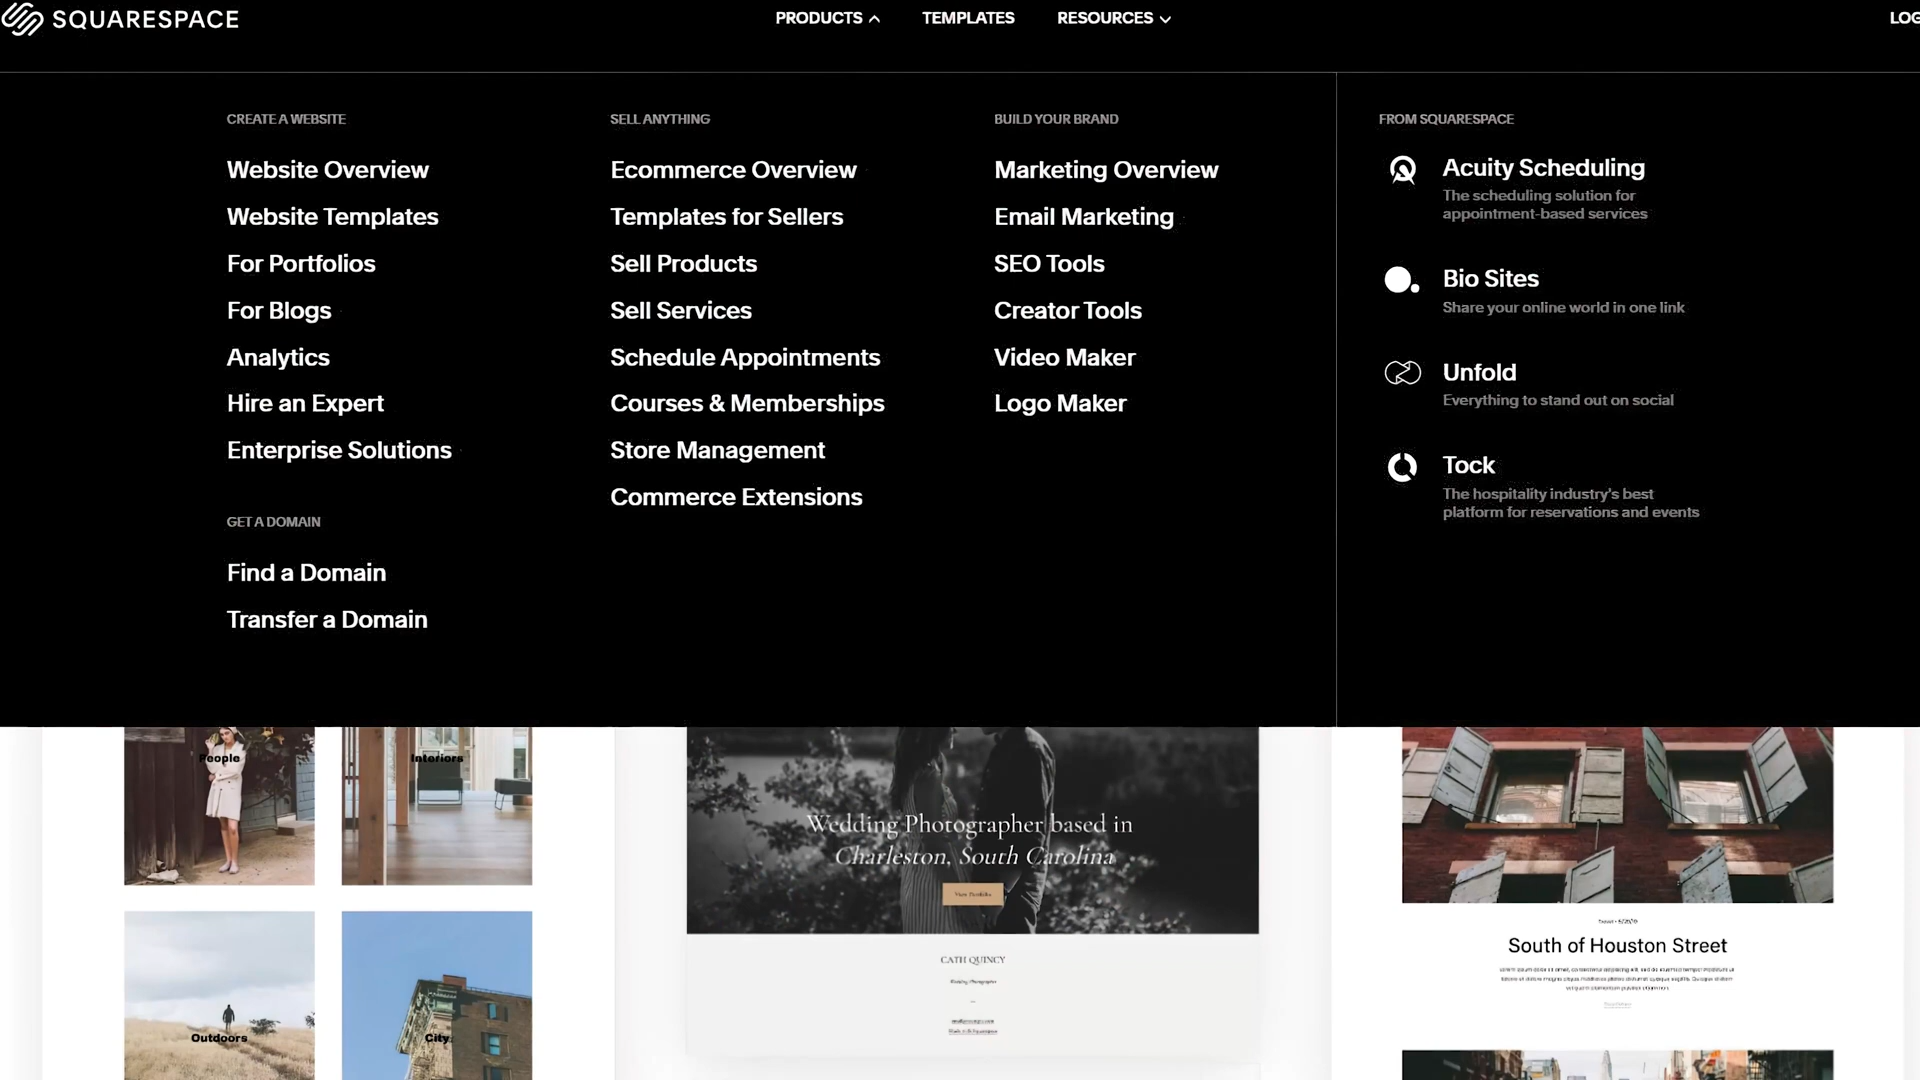 SQUARESPACE
PRODUCTS
TEMPLATES
RESOURCES
LOG
CREATE A WEBSITE
Website Overview
Website Templates
For Portfolios
For Blogs
Analytics
Hire an Expert
Enterprise Solutions
GET A DOMAIN
Find a Domain
Transfer a Domain
SELL ANYTHING
Ecommerce Overview
Templates for Sellers
Sell Products
Sell Services
Schedule Appointments
Courses & Memberships
Store Management
Commerce Extensions
BUILD YOUR BRAND
Marketing Overview
Email Marketing
SEO Tools
Creator Tools
Video Maker
Logo Maker
FROM SQUARESPACE
Acuity Scheduling
The scheduling solution for
appointment-based services
Bio Sites
Share your online world in one link
Unfold
Everything to stand out on social
Tock
The hospitality industry's best
platform for reservations and events
People
Interiors
Outdoors
City
Wedding Photographer based in
Charleston, South Carolina
View Portfolio
CATH QUINCY
Wedding Photographer
South of Houston Street